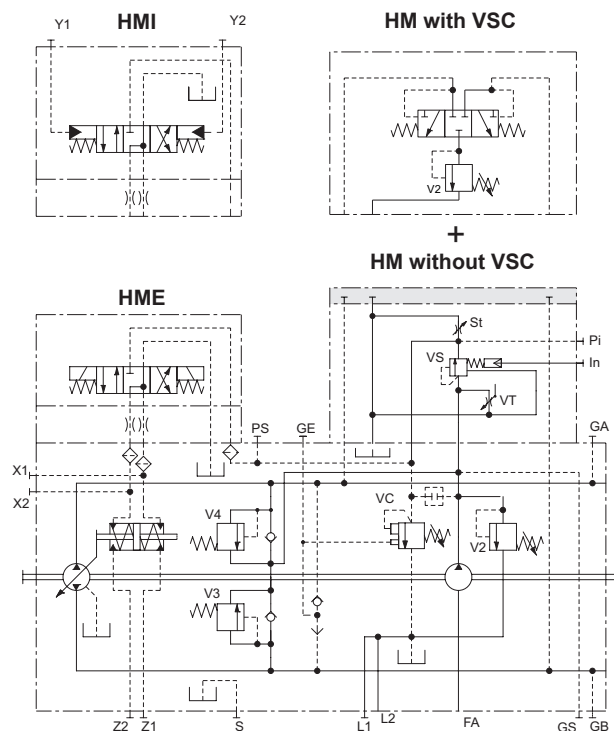 HMI
HM with VSC
Y1
Y2
V2
+
HM without VSC
HME
St
Pi
VS
In
VT
PS
GE
GA
X1
X2
V4
VC
V2
V3
Z2
Z1
S
L1
L2
FA
GS
GB